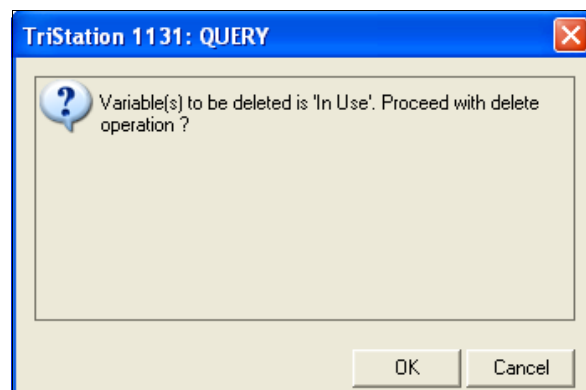 TriStation 1131: QUERY
Variable(s) to be deleted is 'In Use'. Proceed with delete
operation ?
OK
Cancel